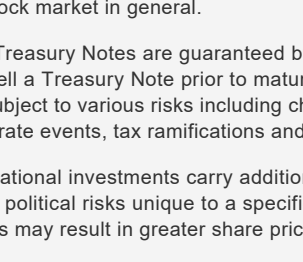 ock market in general.
Treasury Notes are guaranteed b
ell a Treasury Note prior to matur
ubject to various risks including c
rate events, tax ramifications and
ational investments carry additio
political risks unique to a specifi
s may result in greater share pric